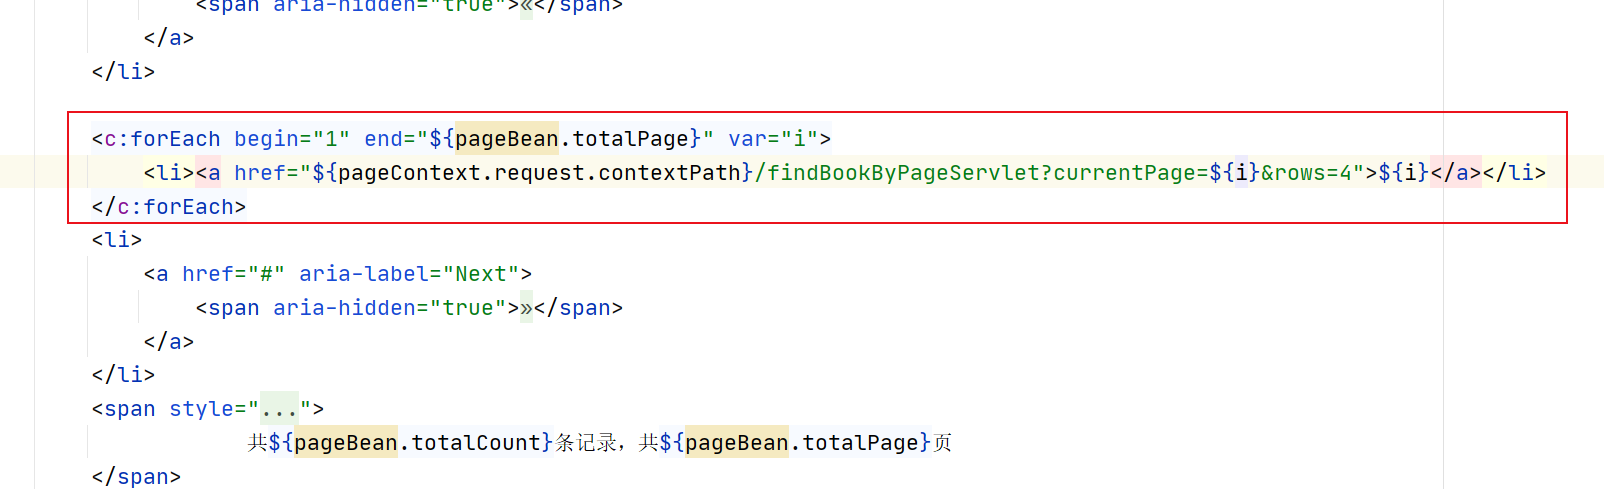 <span aria-hidden="true">«</span>
</a>
</li>
<c:forEach begin="1" end="${pageBean.totalPage}" var="i">
<li><a href="${pageContext.request.contextPath}/findBookByPageServlet?currentPage=${i}&rows=4">${i}</a></li>
</c:forEach>
<li>
<a href="#" aria-label="Next">
<span aria-hidden="true">»</span>
</a>
</li>
<span style="...">
共${pageBean.totalCount}条记录，共${pageBean.totalPage}页
</span>